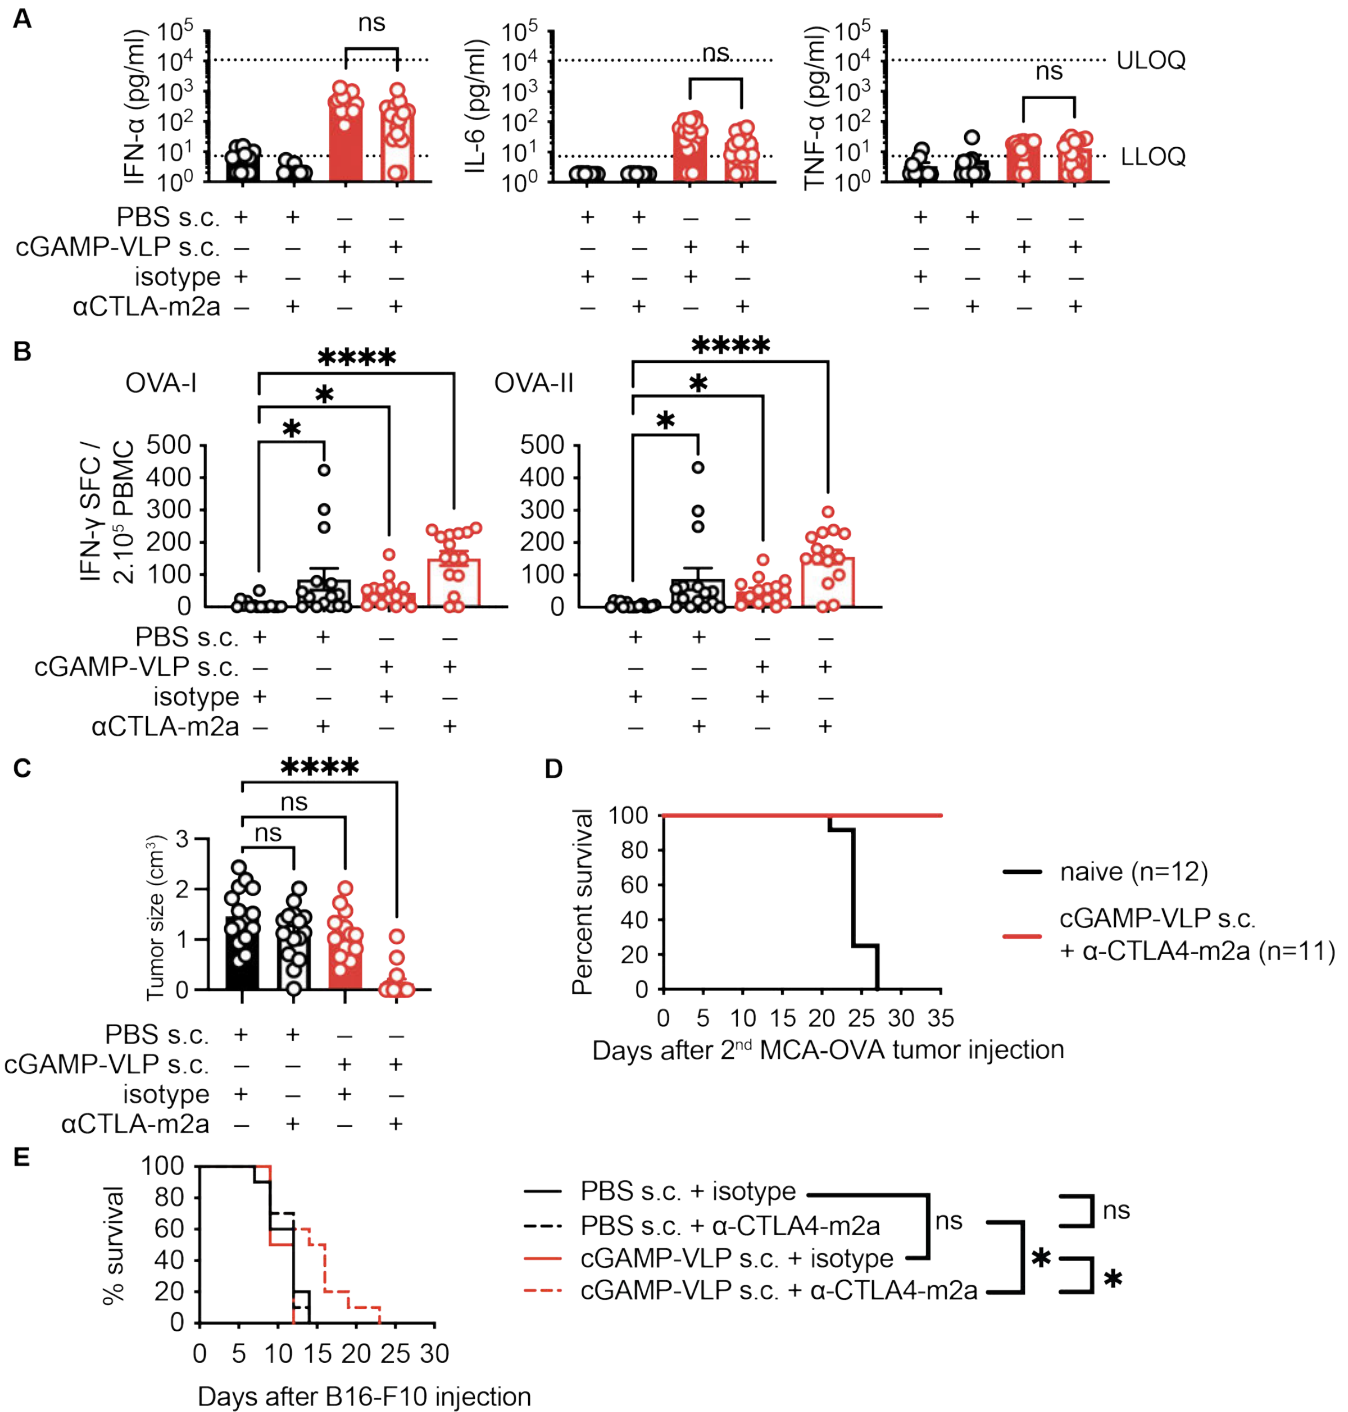 A
IFN-α (pg/ml)
10⁵
10⁴
10³
10²
10¹
10⁰
ns
IL-6 (pg/ml)
10⁵
10⁴
10³
10²
10¹
10⁰
ns
TNF-α (pg/ml)
10⁵
10⁴
10³
10²
10¹
10⁰
ns
ULOQ
LLOQ
PBS s.c. + + – – + + – – + + – –
cGAMP-VLP s.c. – – + + – – + + – – + +
isotype + – + – + – + – + – + –
αCTLA-m2a – + – + – + – + – + – +
B
OVA-I
IFN-γ SFC /
2.10⁵ PBMC
500
400
300
200
100
0
*
*
****
OVA-II
500
400
300
200
100
0
*
*
****
PBS s.c. + + – – + + – –
cGAMP-VLP s.c. – – + + – – + +
isotype + – + – + – + –
αCTLA-m2a – + – + – + – +
C
****
ns
ns
Tumor size (cm³)
3
2
1
0
PBS s.c. + + – –
cGAMP-VLP s.c. – – + +
isotype + – + –
αCTLA-m2a – + – +
D
Percent survival
100
80
60
40
20
0
0 5 10 15 20 25 30 35
Days after 2ⁿᵈ MCA-OVA tumor injection
naive (n=12)
cGAMP-VLP s.c.
+ α-CTLA4-m2a (n=11)
E
% survival
100
80
60
40
20
0
0 5 10 15 20 25 30
Days after B16-F10 injection
PBS s.c. + isotype
PBS s.c. + α-CTLA4-m2a
cGAMP-VLP s.c. + isotype
cGAMP-VLP s.c. + α-CTLA4-m2a
ns
*
ns
*